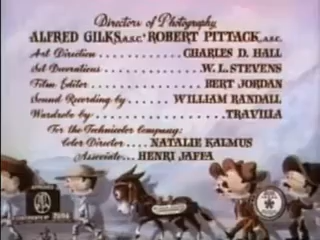 Directors of Photography
ALFRED GILKS, A.S.C. ROBERT PITTACK, A.S.C.
Art Direction .......... CHARLES D. HALL
Set Decorations .......... W. L. STEVENS
Film Editor .......... BERT JORDAN
Sound Recording by ...... WILLIAM RANDALL
Wardrobe by .......... TRAVILLA
For the Technicolor Company:
Color Director .... NATALIE KALMUS
Associate ... HENRI JAFFA
APPROVED